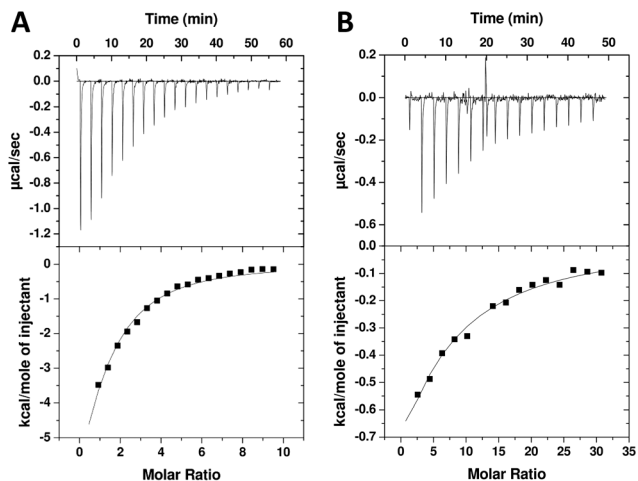 A
Time (min)
0 10 20 30 40 50 60
0.0
-0.2
-0.4
-0.6
-0.8
-1.0
-1.2
µcal/sec
0
-1
-2
-3
-4
-5
kcal/mole of injectant
0 2 4 6 8 10
Molar Ratio
B
Time (min)
0 10 20 30 40 50
0.2
0.0
-0.2
-0.4
-0.6
µcal/sec
0.0
-0.1
-0.2
-0.3
-0.4
-0.5
-0.6
-0.7
kcal/mole of injectant
0 5 10 15 20 25 30 35
Molar Ratio